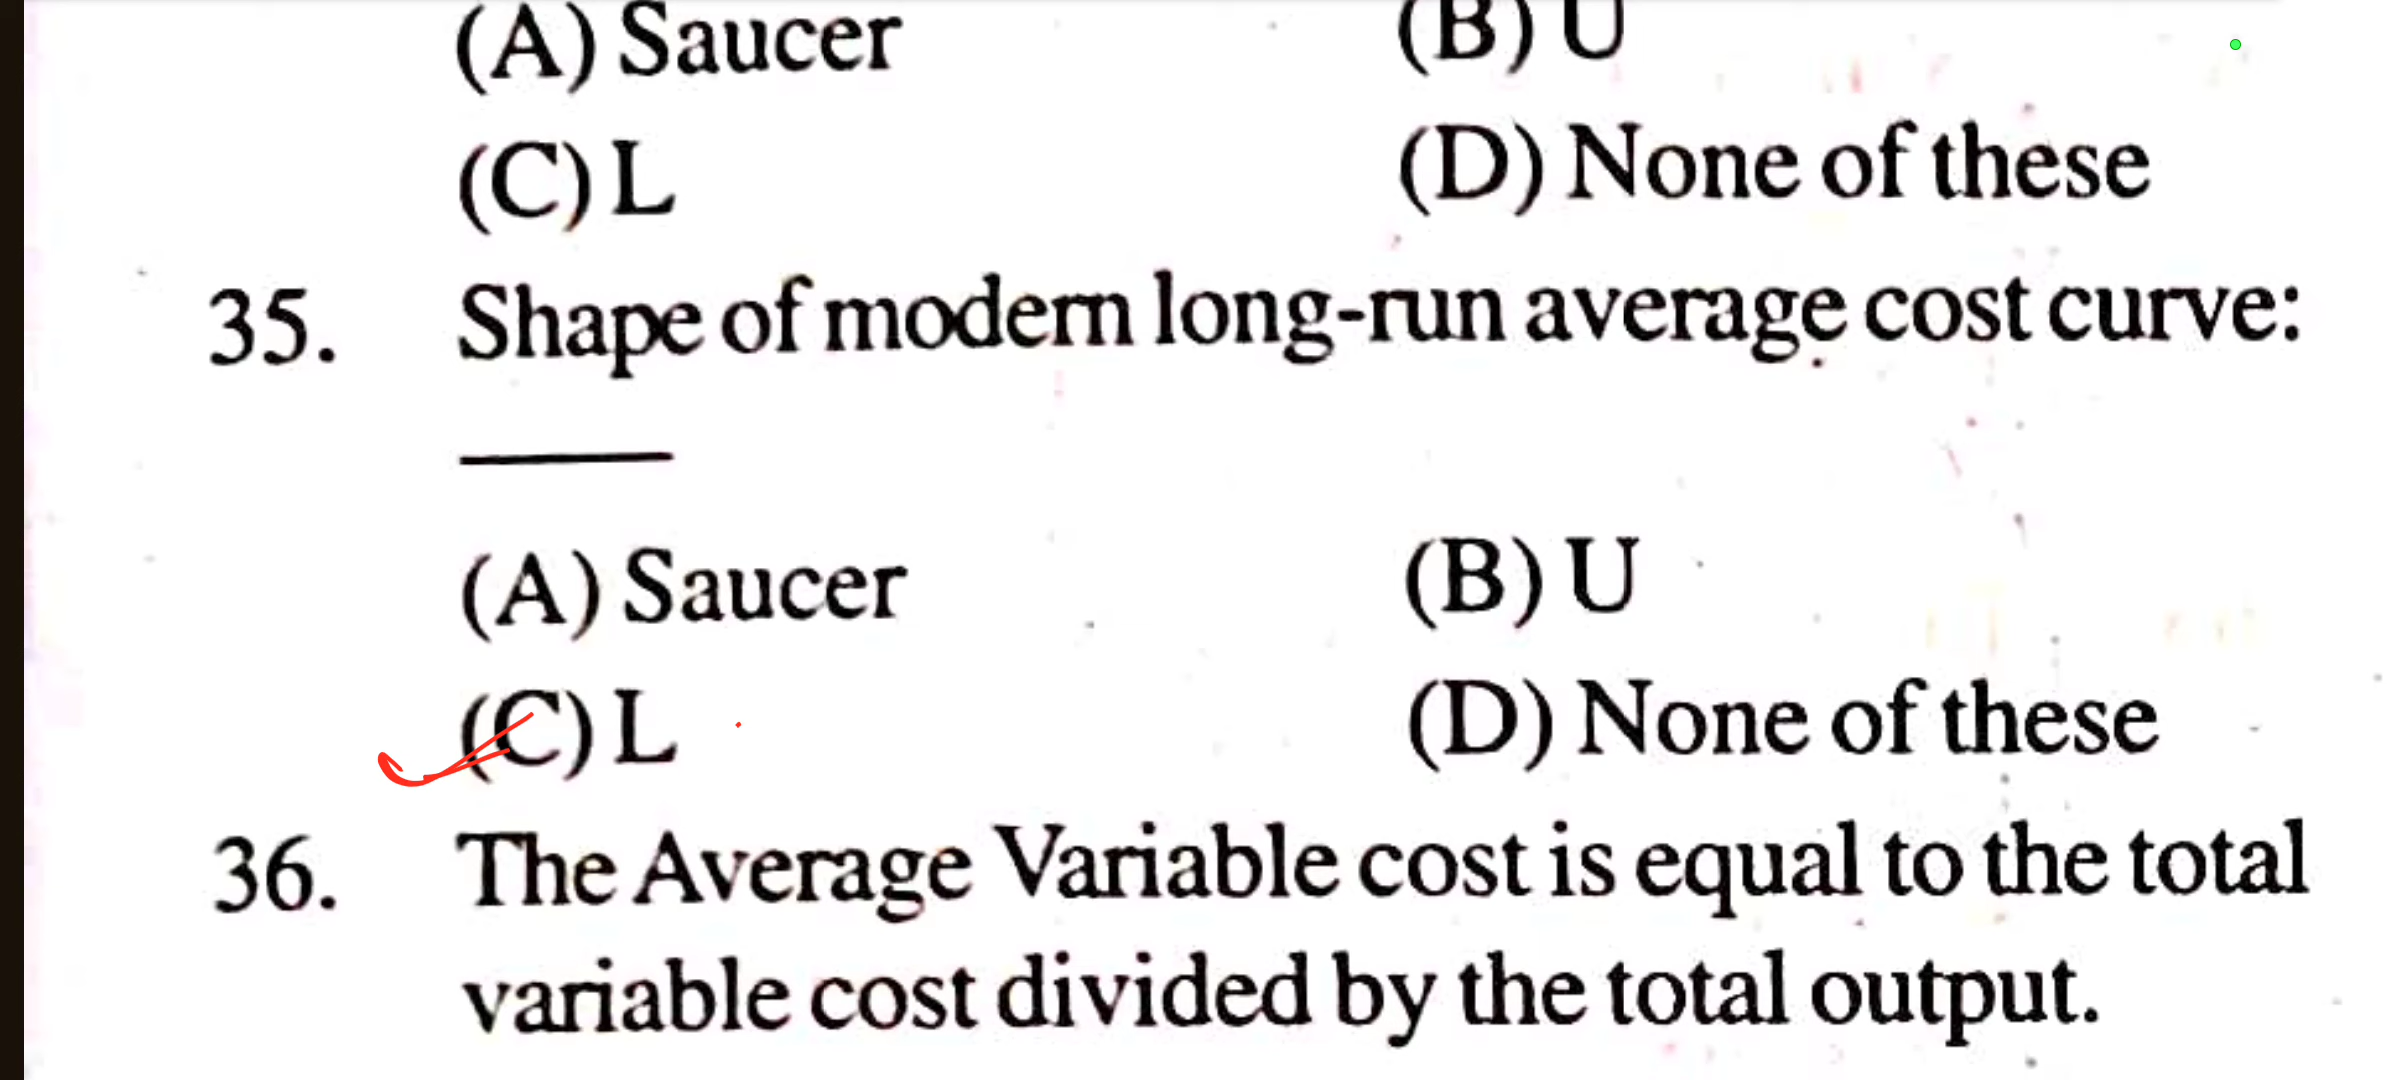 (A) Saucer (B) U
(C) L (D) None of these
35. Shape of modern long-run average cost curve:
(A) Saucer (B) U
(C) L (D) None of these
36. The Average Variable cost is equal to the total
variable cost divided by the total output.